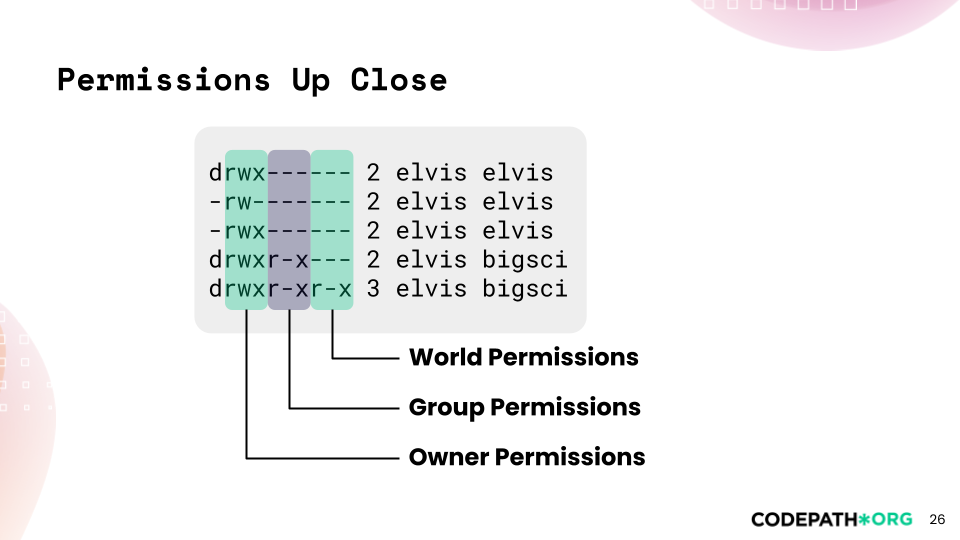 Permissions Up Close
drwx------ 2 elvis elvis
-rw------- 2 elvis elvis
-rwx------ 2 elvis elvis
drwxr-x--- 2 elvis bigsci
drwxr-xr-x 3 elvis bigsci
World Permissions
Group Permissions
Owner Permissions
CODEPATH*ORG 26